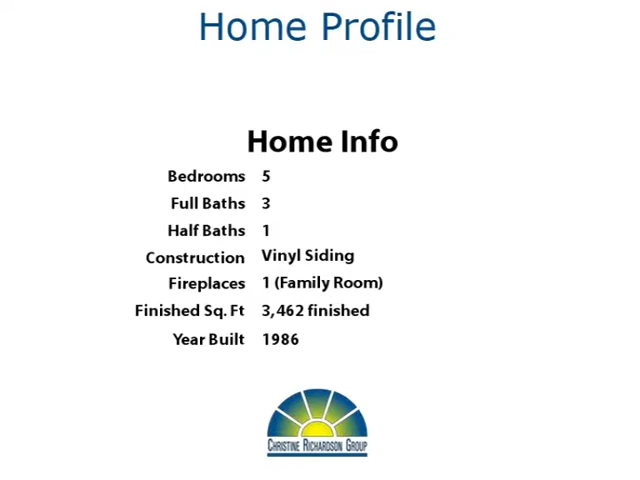 Home Profile
Home Info
Bedrooms 5
Full Baths 3
Half Baths 1
Construction Vinyl Siding
Fireplaces 1 (Family Room)
Finished Sq. Ft 3,462 finished
Year Built 1986
CHRISTINE RICHARDSON GROUP